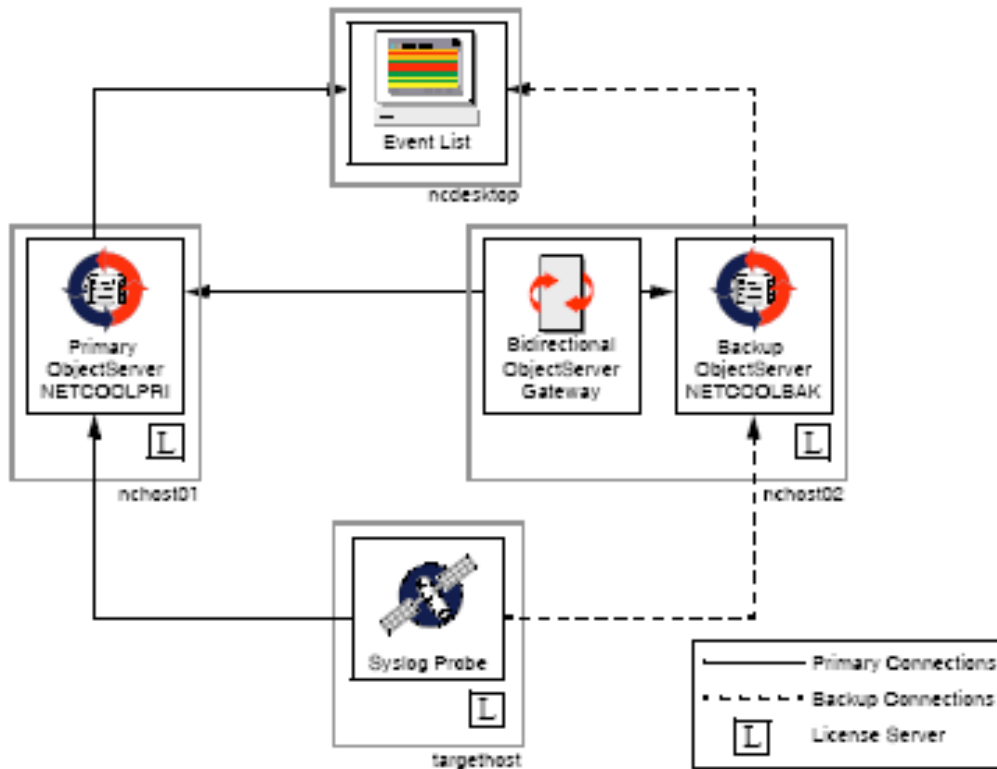 Event List
ncdesktop
Primary
ObjectServer
NETCOOLPRI
L
nchost01
Bidirectional
ObjectServer
Gateway
Backup
ObjectServer
NETCOOLBAK
L
nchost02
Syslog Probe
L
targethost
Primary Connections
Backup Connections
L License Server